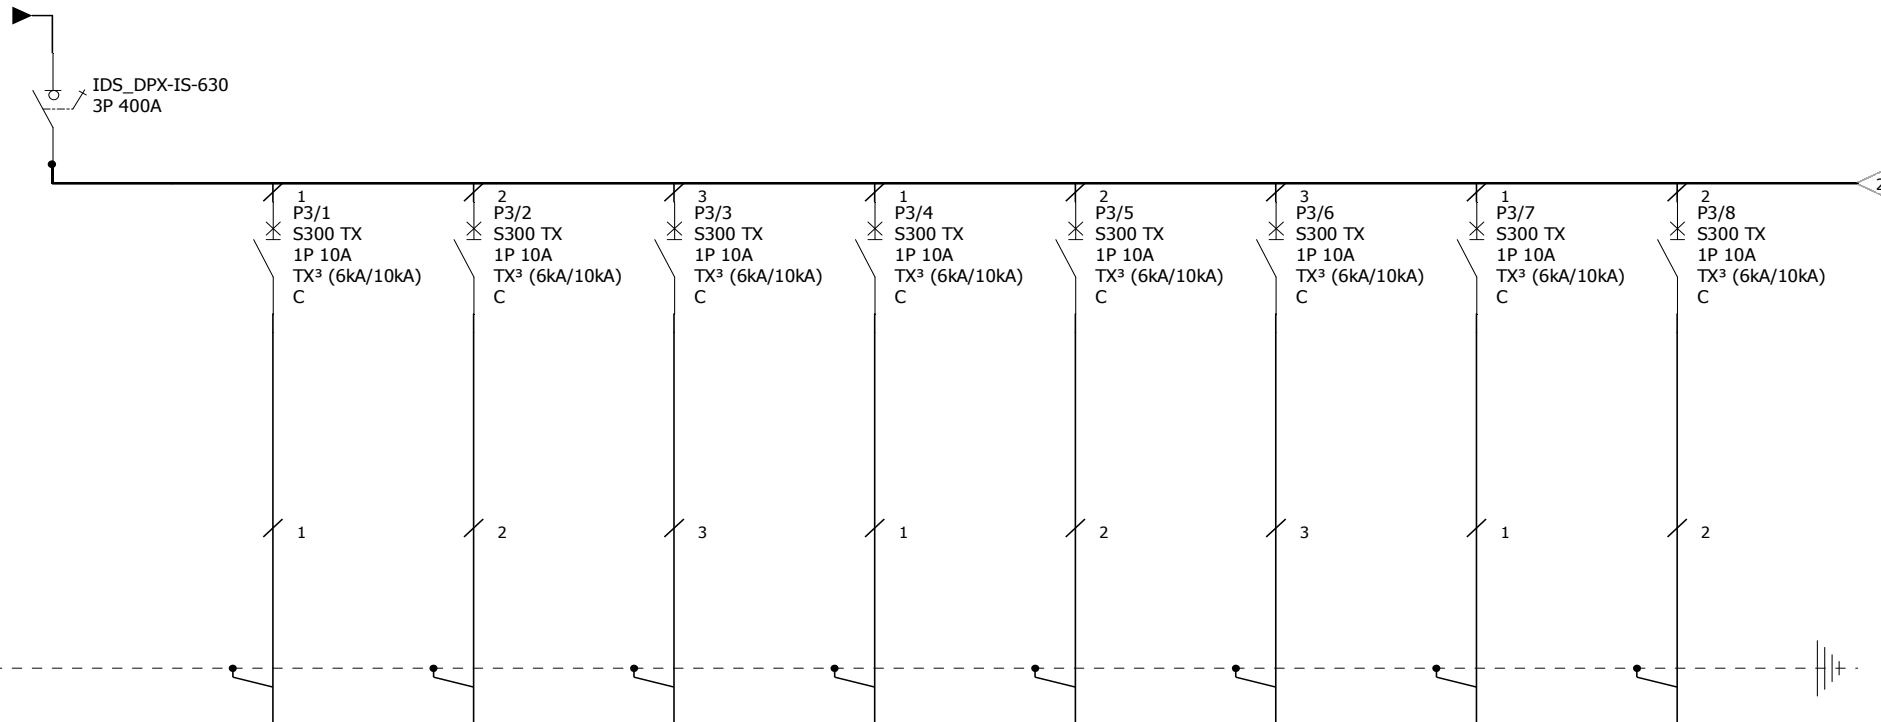 IDS_DPX-IS-630
3P 400A
1
P3/1
S300 TX
1P 10A
TX³ (6kA/10kA)
C
2
P3/2
S300 TX
1P 10A
TX³ (6kA/10kA)
C
3
P3/3
S300 TX
1P 10A
TX³ (6kA/10kA)
C
1
P3/4
S300 TX
1P 10A
TX³ (6kA/10kA)
C
2
P3/5
S300 TX
1P 10A
TX³ (6kA/10kA)
C
3
P3/6
S300 TX
1P 10A
TX³ (6kA/10kA)
C
1
P3/7
S300 TX
1P 10A
TX³ (6kA/10kA)
C
2
P3/8
S300 TX
1P 10A
TX³ (6kA/10kA)
C
2
1
2
3
1
2
3
1
2